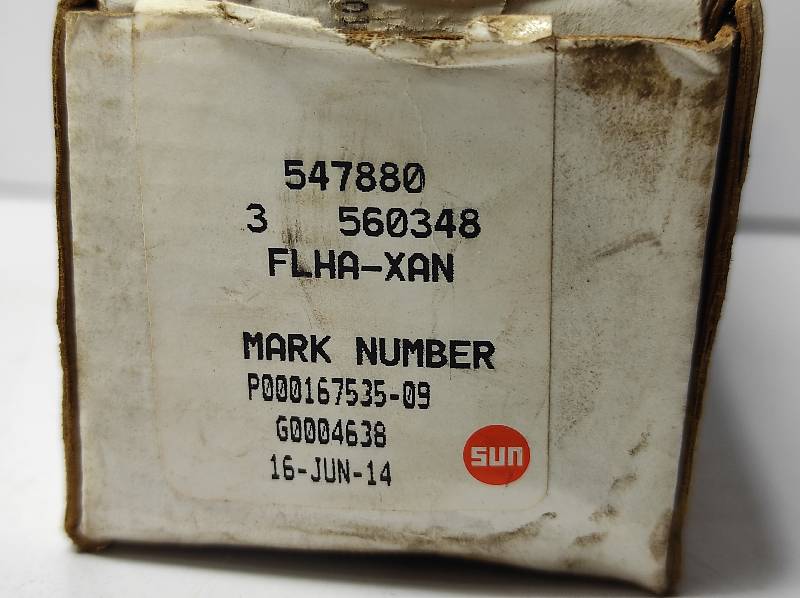 547880
3 560348
FLHA-XAN
MARK NUMBER
P000167535-09
G0004638
16-JUN-14
sun